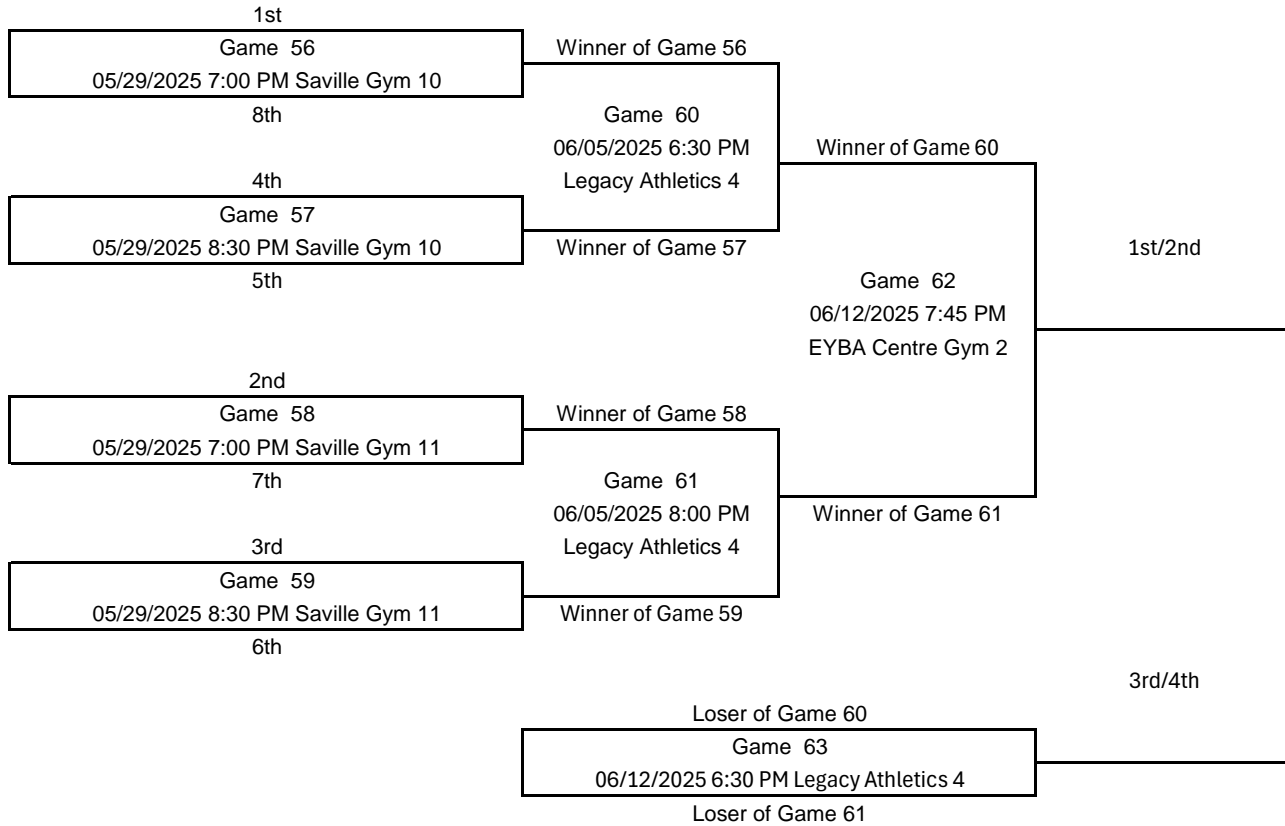 1st
Game 56
05/29/2025 7:00 PM Saville Gym 10
8th
Winner of Game 56
Game 60
06/05/2025 6:30 PM
Legacy Athletics 4
Winner of Game 57
4th
Game 57
05/29/2025 8:30 PM Saville Gym 10
5th
Winner of Game 60
Game 62
06/12/2025 7:45 PM
EYBA Centre Gym 2
Winner of Game 61
1st/2nd
2nd
Game 58
05/29/2025 7:00 PM Saville Gym 11
7th
Winner of Game 58
Game 61
06/05/2025 8:00 PM
Legacy Athletics 4
Winner of Game 59
3rd
Game 59
05/29/2025 8:30 PM Saville Gym 11
6th
3rd/4th
Loser of Game 60
Game 63
06/12/2025 6:30 PM Legacy Athletics 4
Loser of Game 61